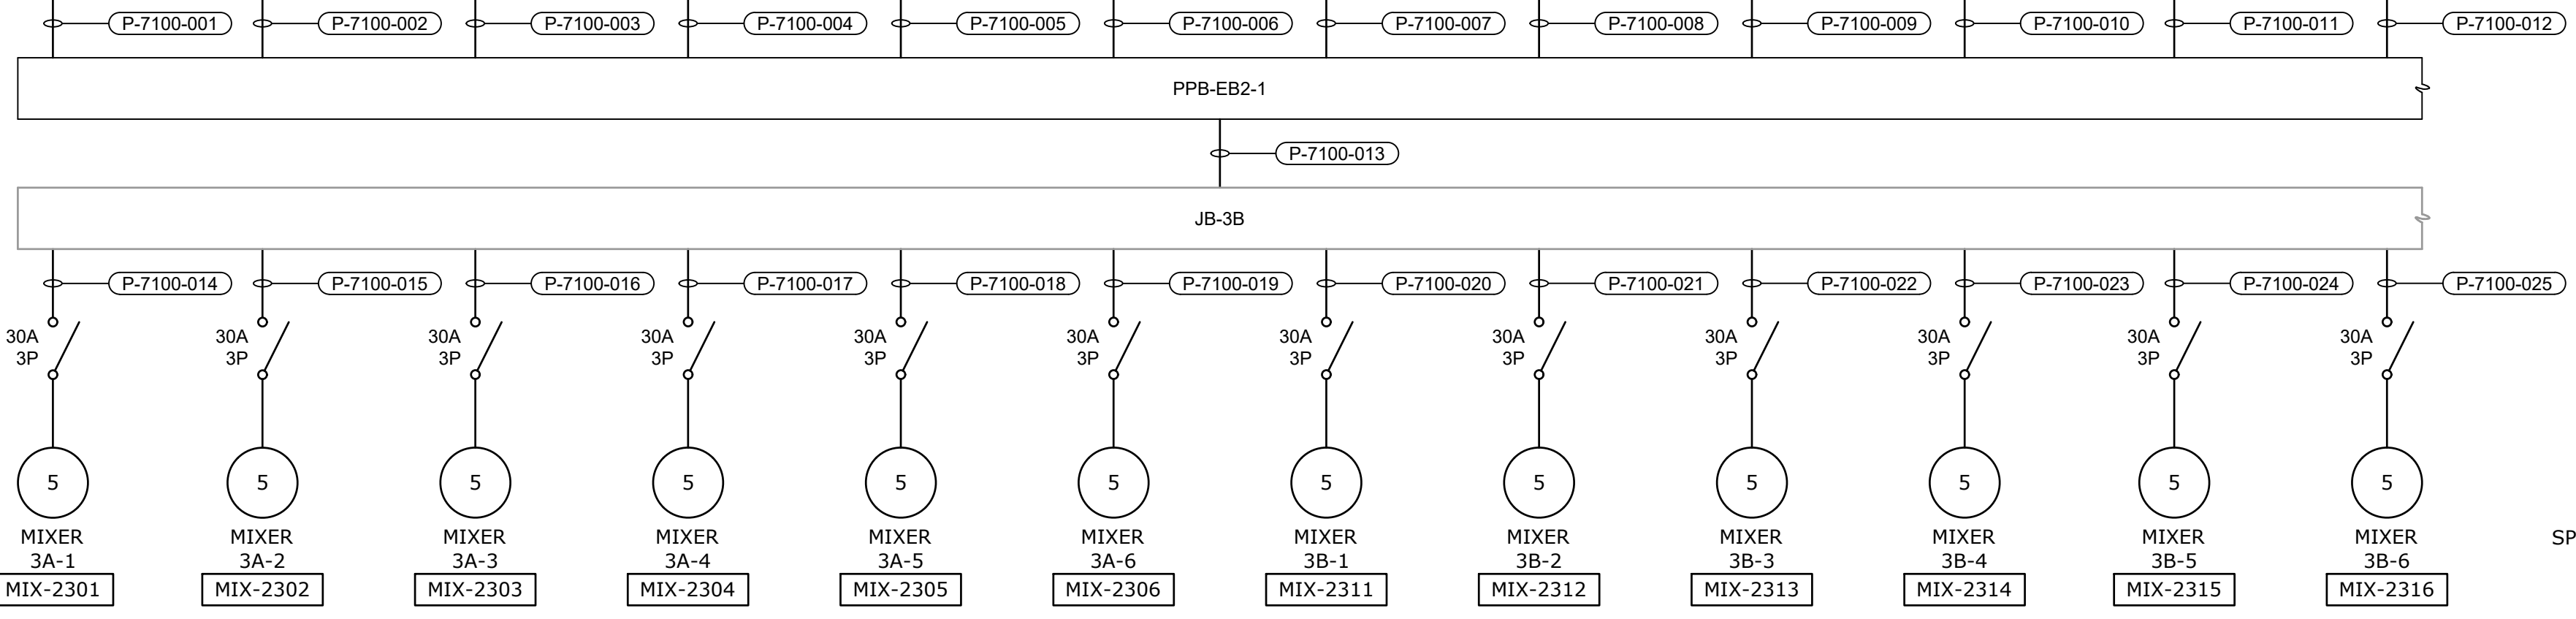 P-7100-001 P-7100-002 P-7100-003 P-7100-004 P-7100-005 P-7100-006 P-7100-007 P-7100-008 P-7100-009 P-7100-010 P-7100-011 P-7100-012
PPB-EB2-1
P-7100-013
JB-3B
P-7100-014 P-7100-015 P-7100-016 P-7100-017 P-7100-018 P-7100-019 P-7100-020 P-7100-021 P-7100-022 P-7100-023 P-7100-024 P-7100-025
30A 30A 30A 30A 30A 30A 30A 30A 30A 30A 30A 30A
3P 3P 3P 3P 3P 3P 3P 3P 3P 3P 3P 3P
5 5 5 5 5 5 5 5 5 5 5 5
MIXER MIXER MIXER MIXER MIXER MIXER MIXER MIXER MIXER MIXER MIXER MIXER SP
3A-1 3A-2 3A-3 3A-4 3A-5 3A-6 3B-1 3B-2 3B-3 3B-4 3B-5 3B-6
MIX-2301 MIX-2302 MIX-2303 MIX-2304 MIX-2305 MIX-2306 MIX-2311 MIX-2312 MIX-2313 MIX-2314 MIX-2315 MIX-2316